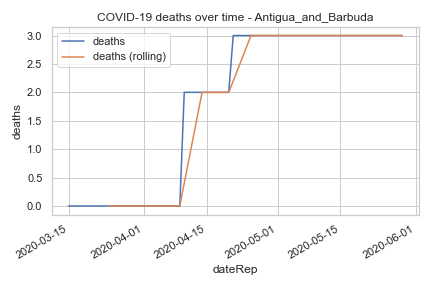 COVID-19 deaths over time - Antigua_and_Barbuda
deaths
deaths (rolling)
3.0
2.5
2.0
1.5
1.0
0.5
0.0
deaths
2020-03-15
2020-04-01
2020-04-15
2020-05-01
2020-05-15
2020-06-01
dateRep